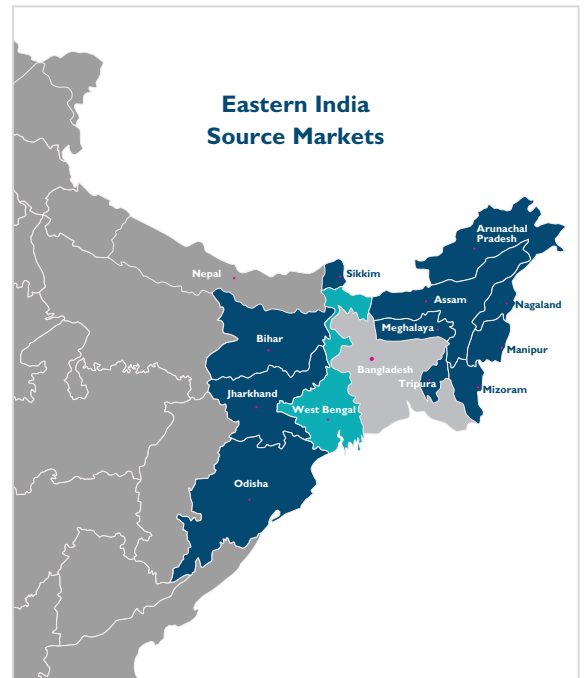 Eastern India
Source Markets
Arunachal
Pradesh
Nepal
Sikkim
Assam
Nagaland
Meghalaya
Bihar
Manipur
Bangladesh
Tripura
Mizoram
Jharkhand
West Bengal
Odisha